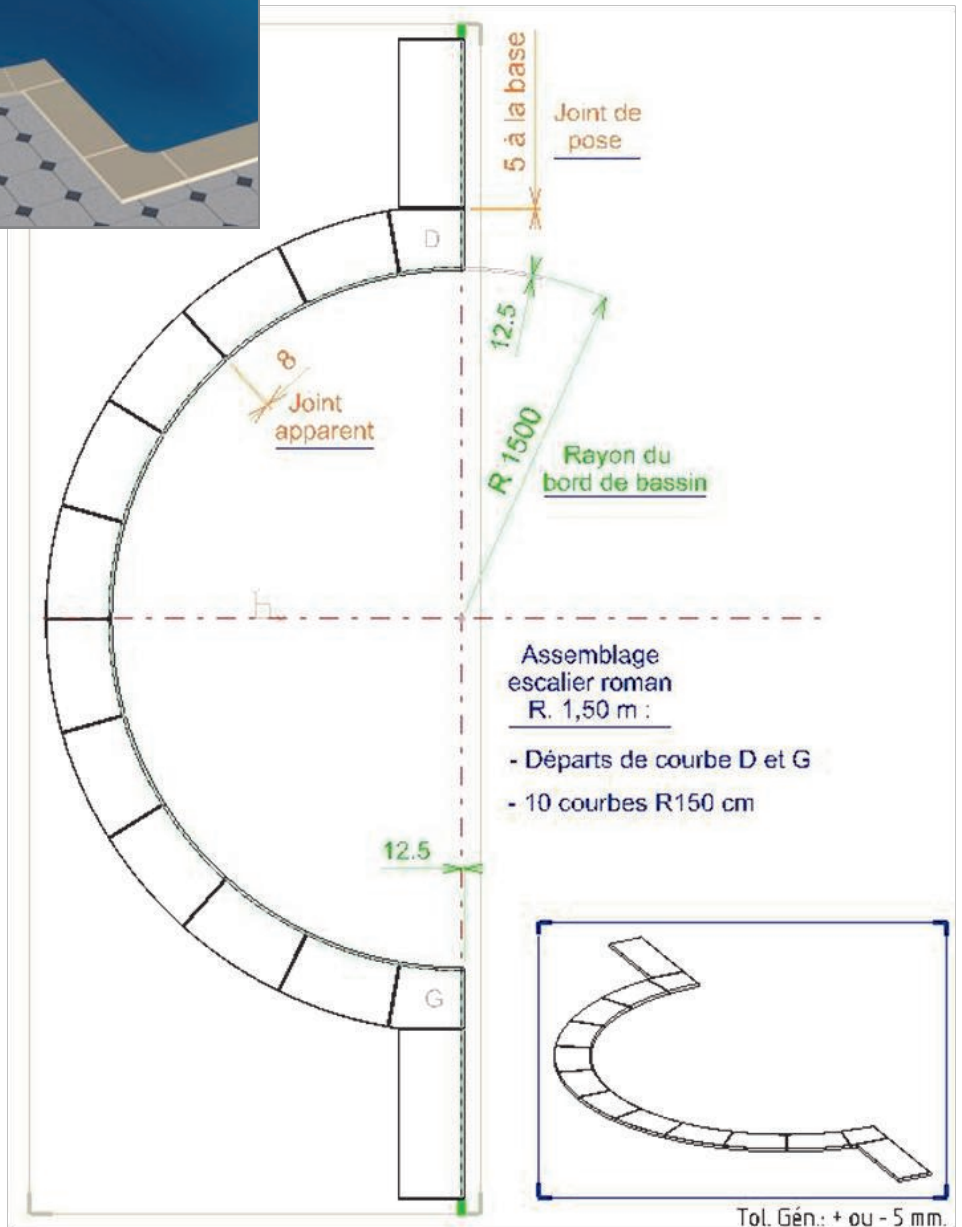 5 à la base
Joint de
pose
D
12.5
R 1500
8
Joint
apparent
Rayon du
bord de bassin
Assemblage
escalier roman
R. 1,50 m :
- Départs de courbe D et G
- 10 courbes R150 cm
12.5
G
Tol. Gén.: + ou - 5 mm.